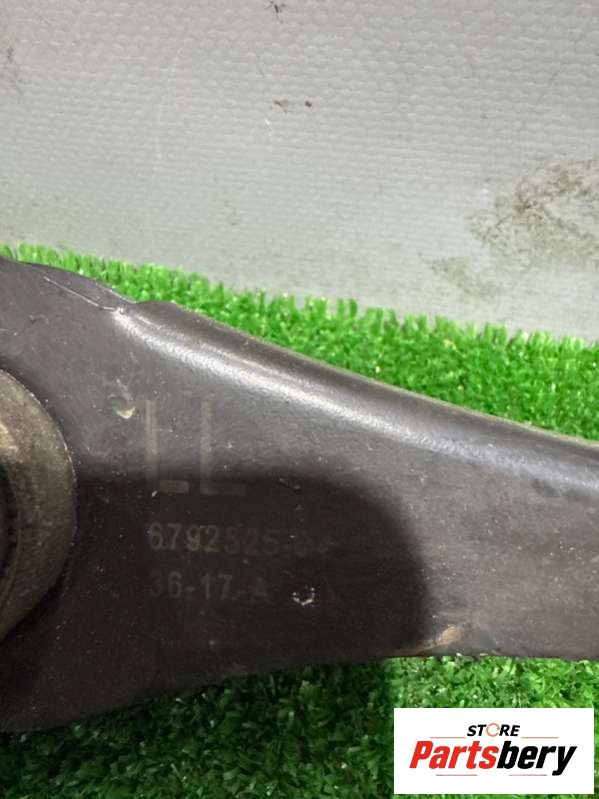 LL
6792525-
36-17-A
STORE
Partsbery